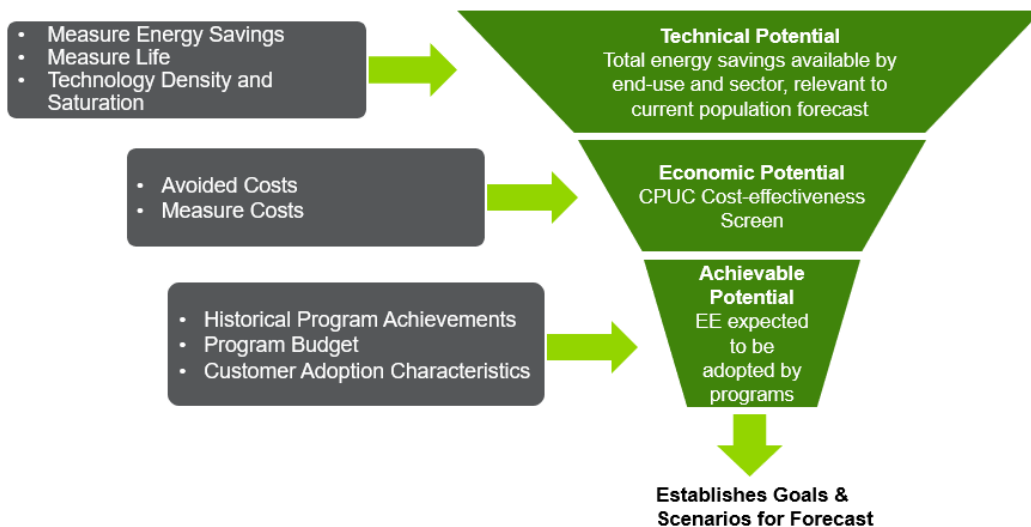 • Measure Energy Savings
• Measure Life
• Technology Density and
Saturation
Technical Potential
Total energy savings available by
end-use and sector, relevant to
current population forecast
• Avoided Costs
• Measure Costs
Economic Potential
CPUC Cost-effectiveness
Screen
• Historical Program Achievements
• Program Budget
• Customer Adoption Characteristics
Achievable
Potential
EE expected
to be
adopted by
programs
Establishes Goals &
Scenarios for Forecast